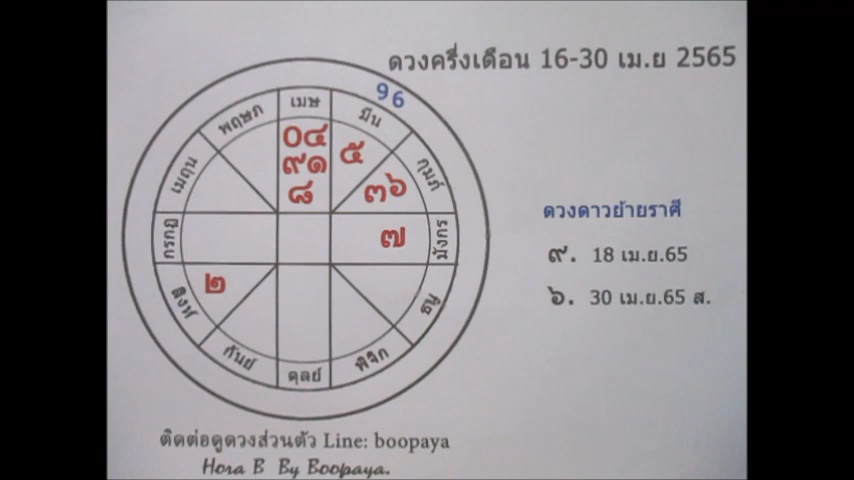 ดวงครึ่งเดือน 16-30 เม.ย 2565
96
พฤษภ
เมษ
มีน
เมถุน
๐๔
๕
กุมภ์
๙๑
๘
๓๖
กรกฎ
๗
มังกร
ดวงดาวย้ายราศี
๙. 18 เม.ย.65
๒
สิงห์
ธนู
๖. 30 เม.ย.65 ส.
กันย์
ตุลย์
พิจิก
ติดต่อดูดวงส่วนตัว Line: boopaya
Hora B By Boopaya.